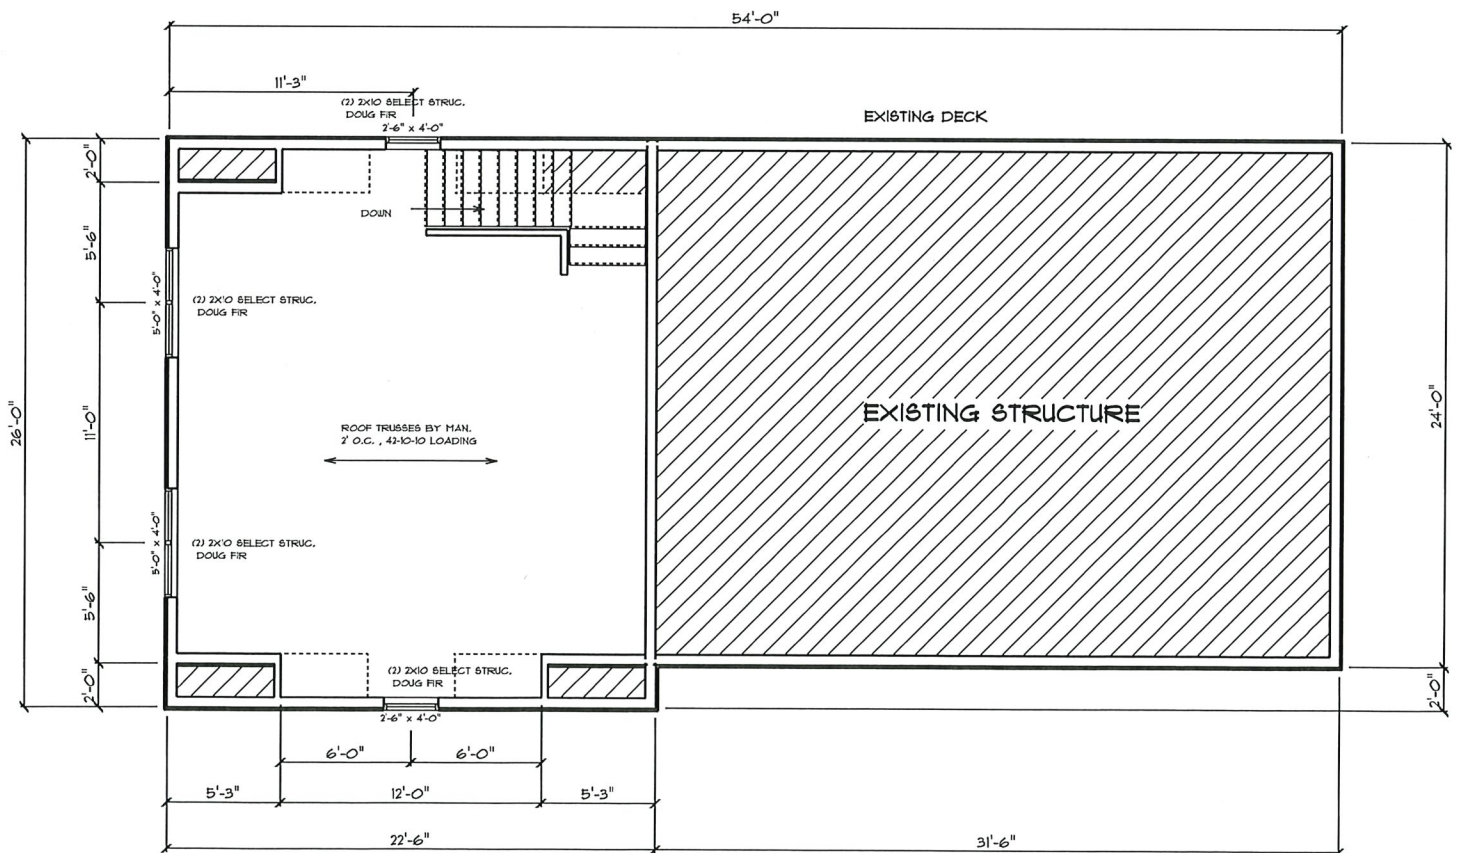 54'-0"
11'-3"
(2) 2X10 SELECT STRUC.
DOUG FIR
2'-6" x 4'-0"
EXISTING DECK
2'-0"
5'-6"
11'-0"
5'-6"
2'-0"
26'-0"
5'-0" x 4'-0"
5'-0" x 4'-0"
DOWN
(2) 2X10 SELECT STRUC.
DOUG FIR
ROOF TRUSSES BY MAN.
2' O.C. , 42-10-10 LOADING
EXISTING STRUCTURE
24'-0"
2'-0"
(2) 2X10 SELECT STRUC.
DOUG FIR
(2) 2X10 SELECT STRUC.
DOUG FIR
2'-6" x 4'-0"
6'-0" 6'-0"
5'-3" 12'-0" 5'-3"
22'-6" 31'-6"